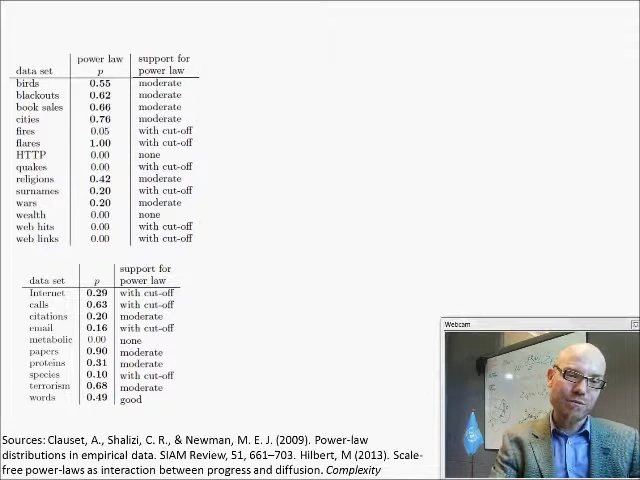 power law support for
data set p power law
birds 0.55 moderate
blackouts 0.62 moderate
book sales 0.66 moderate
cities 0.76 moderate
fires 0.05 with cut-off
flares 1.00 with cut-off
HTTP 0.00 none
quakes 0.00 with cut-off
religions 0.42 moderate
surnames 0.20 with cut-off
wars 0.20 moderate
wealth 0.00 none
web hits 0.00 with cut-off
web links 0.00 with cut-off
support for
data set p power law
Internet 0.29 with cut-off
calls 0.63 with cut-off
citations 0.20 moderate
email 0.16 with cut-off
metabolic 0.00 none
papers 0.90 moderate
proteins 0.31 moderate
species 0.10 with cut-off
terrorism 0.68 moderate
words 0.49 good
Webcam
Sources: Clauset, A., Shalizi, C. R., & Newman, M. E. J. (2009). Power-law
distributions in empirical data. SIAM Review, 51, 661–703. Hilbert, M (2013). Scale-
free power-laws as interaction between progress and diffusion. Complexity